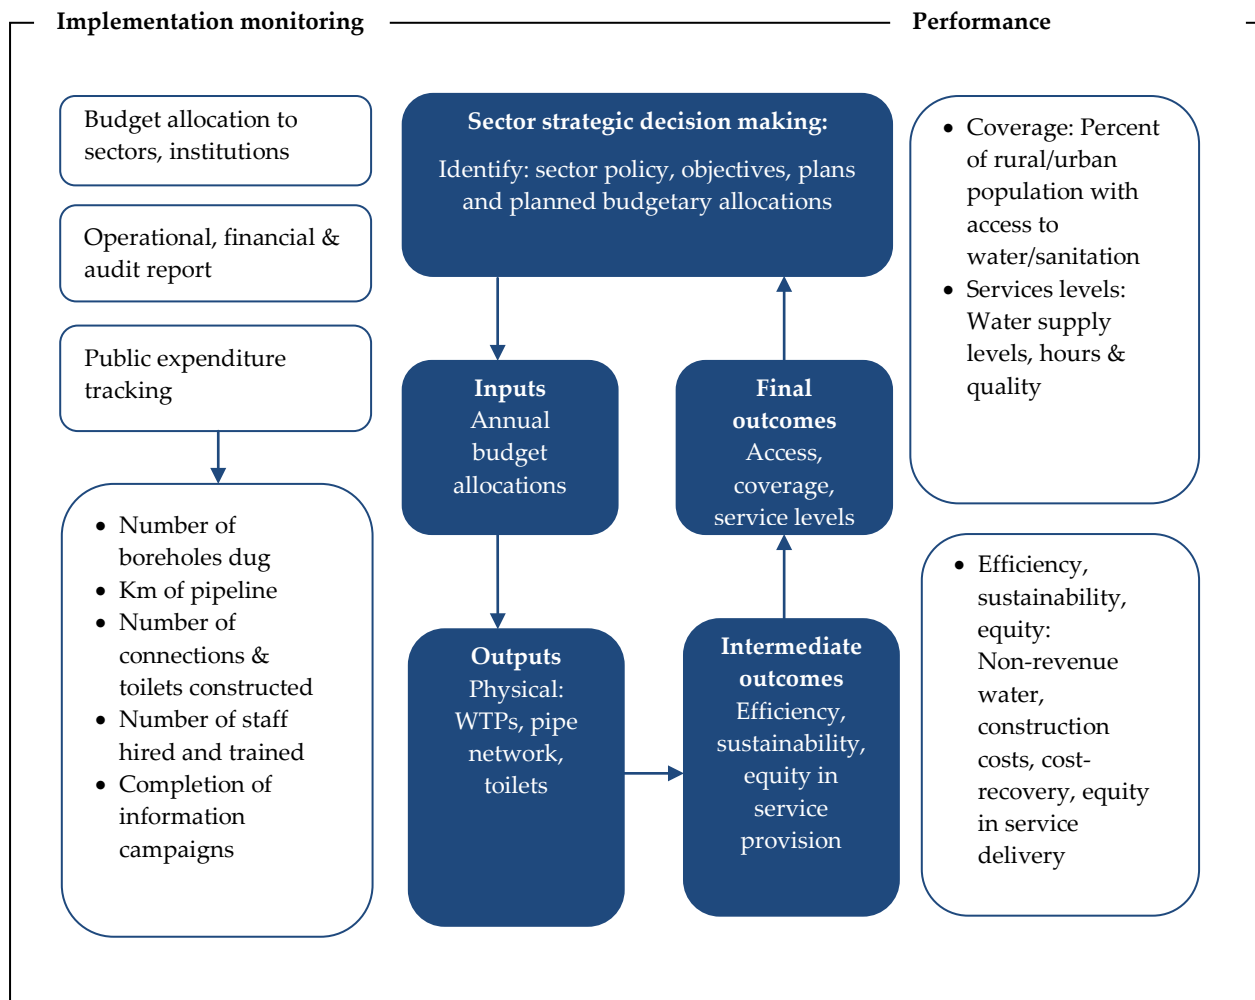 Implementation monitoring
Performance
Budget allocation to
sectors, institutions
Operational, financial &
audit report
Public expenditure
tracking
• Number of
boreholes dug
• Km of pipeline
• Number of
connections &
toilets constructed
• Number of staff
hired and trained
• Completion of
information
campaigns
Sector strategic decision making:
Identify: sector policy, objectives, plans
and planned budgetary allocations
Inputs
Annual
budget
allocations
Outputs
Physical:
WTPs, pipe
network,
toilets
Intermediate
outcomes
Efficiency,
sustainability,
equity in
service
provision
Final
outcomes
Access,
coverage,
service levels
• Coverage: Percent
of rural/urban
population with
access to
water/sanitation
• Services levels:
Water supply
levels, hours &
quality
• Efficiency,
sustainability,
equity:
Non-revenue
water,
construction
costs, cost-
recovery, equity
in service
delivery